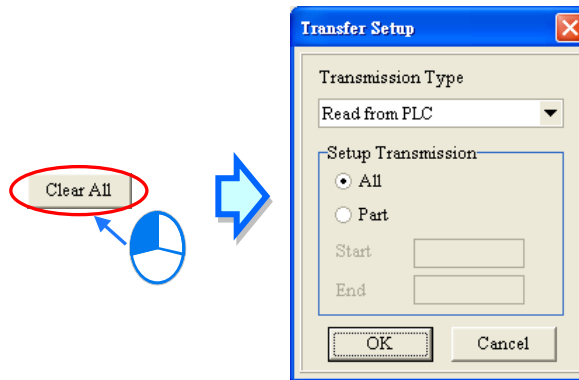 Clear All
Transfer Setup
Transmission Type
Read from PLC
Setup Transmission
All
Part
Start
End
OK
Cancel